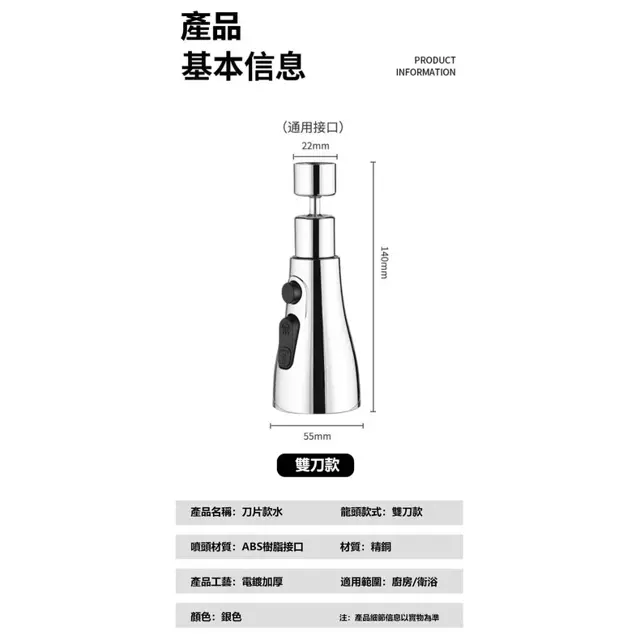 產品
基本信息
PRODUCT
INFORMATION
（通用接口）
22mm
140mm
55mm
雙刀款
產品名稱：刀片款水 龍頭款式：雙刀款
噴頭材質：ABS樹脂接口 材質：精銅
產品工藝：電鍍加厚 適用範圍：廚房/衛浴
顏色：銀色 注：產品細節信息以實物為準